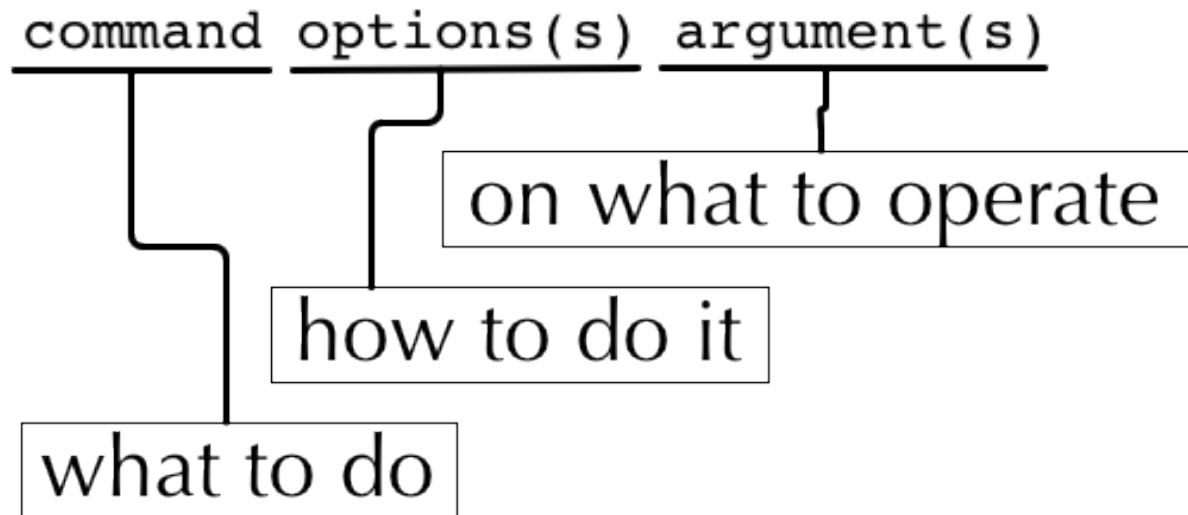 command options(s) argument(s)
on what to operate
how to do it
what to do